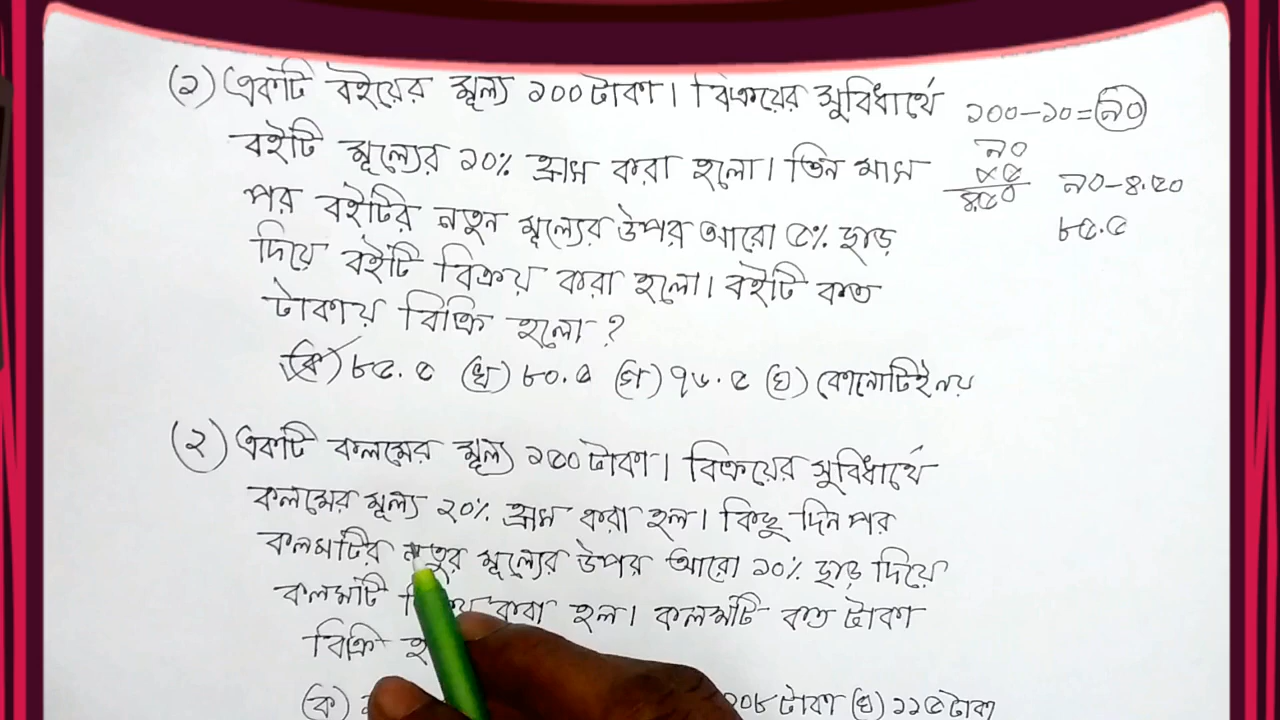 (১) একটি বইয়ের মূল্য ১০০ টাকা। বিক্রয়ের সুবিধার্থে
বইটি মূল্যের ১০% হ্রাস করা হলো। তিন মাস
পর বইটির নতুন মূল্যের উপর আরো ৫% ছাড়
দিয়ে বইটি বিক্রয় করা হলো। বইটি কত
টাকায় বিক্রি হলো?
(ক) ৮৫.৫ (খ) ৮০.৫ (গ) ৭৬.৫ (ঘ) কোনোটিই নয়
১০০-১০=৯০
৯০
×৫
৪৫০
৯০-৪.৫০
৮৫.৫
(২) একটি কলমের মূল্য ১৫০ টাকা। বিক্রয়ের সুবিধার্থে
কলমের মূল্য ২০% হ্রাস করা হল। কিছু দিন পর
কলমটির নতুর মূল্যের উপর আরো ১০% ছাড় দিয়ে
কলমটি করা হল। কলমটি কত টাকা
বিক্রি
(ক) ১০৮ টাকা (ঘ) ১১৫ টাকা